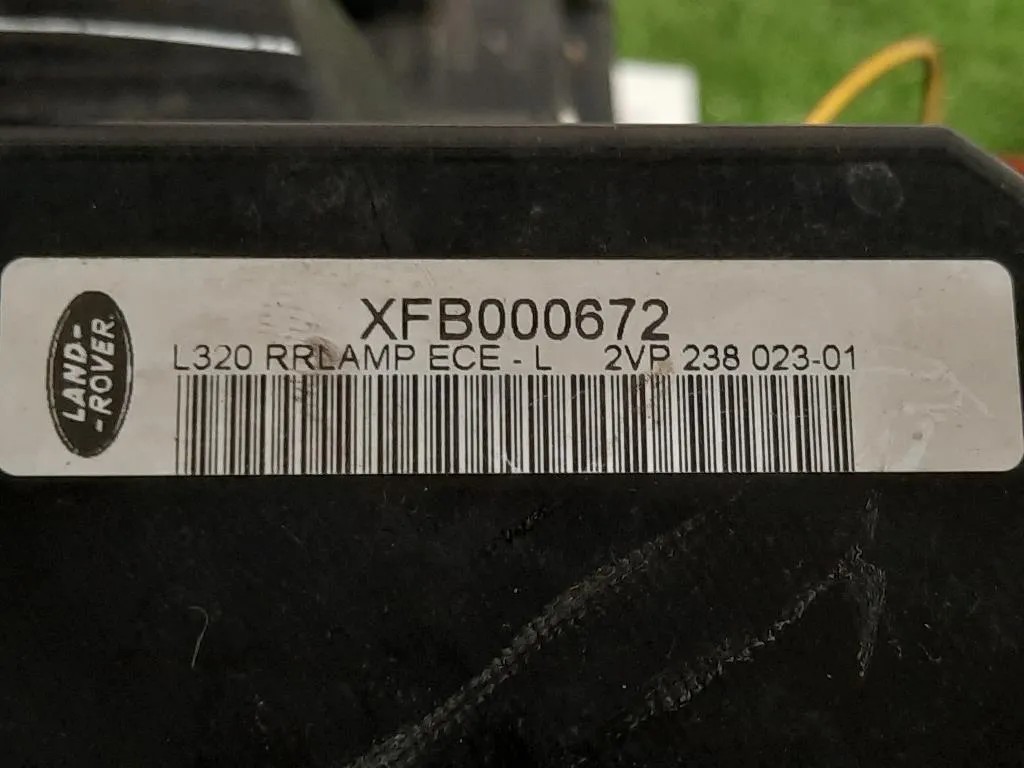 LAND-
-ROVER
XFB000672
L320 RRLAMP ECE - L 2VP 238 023-01